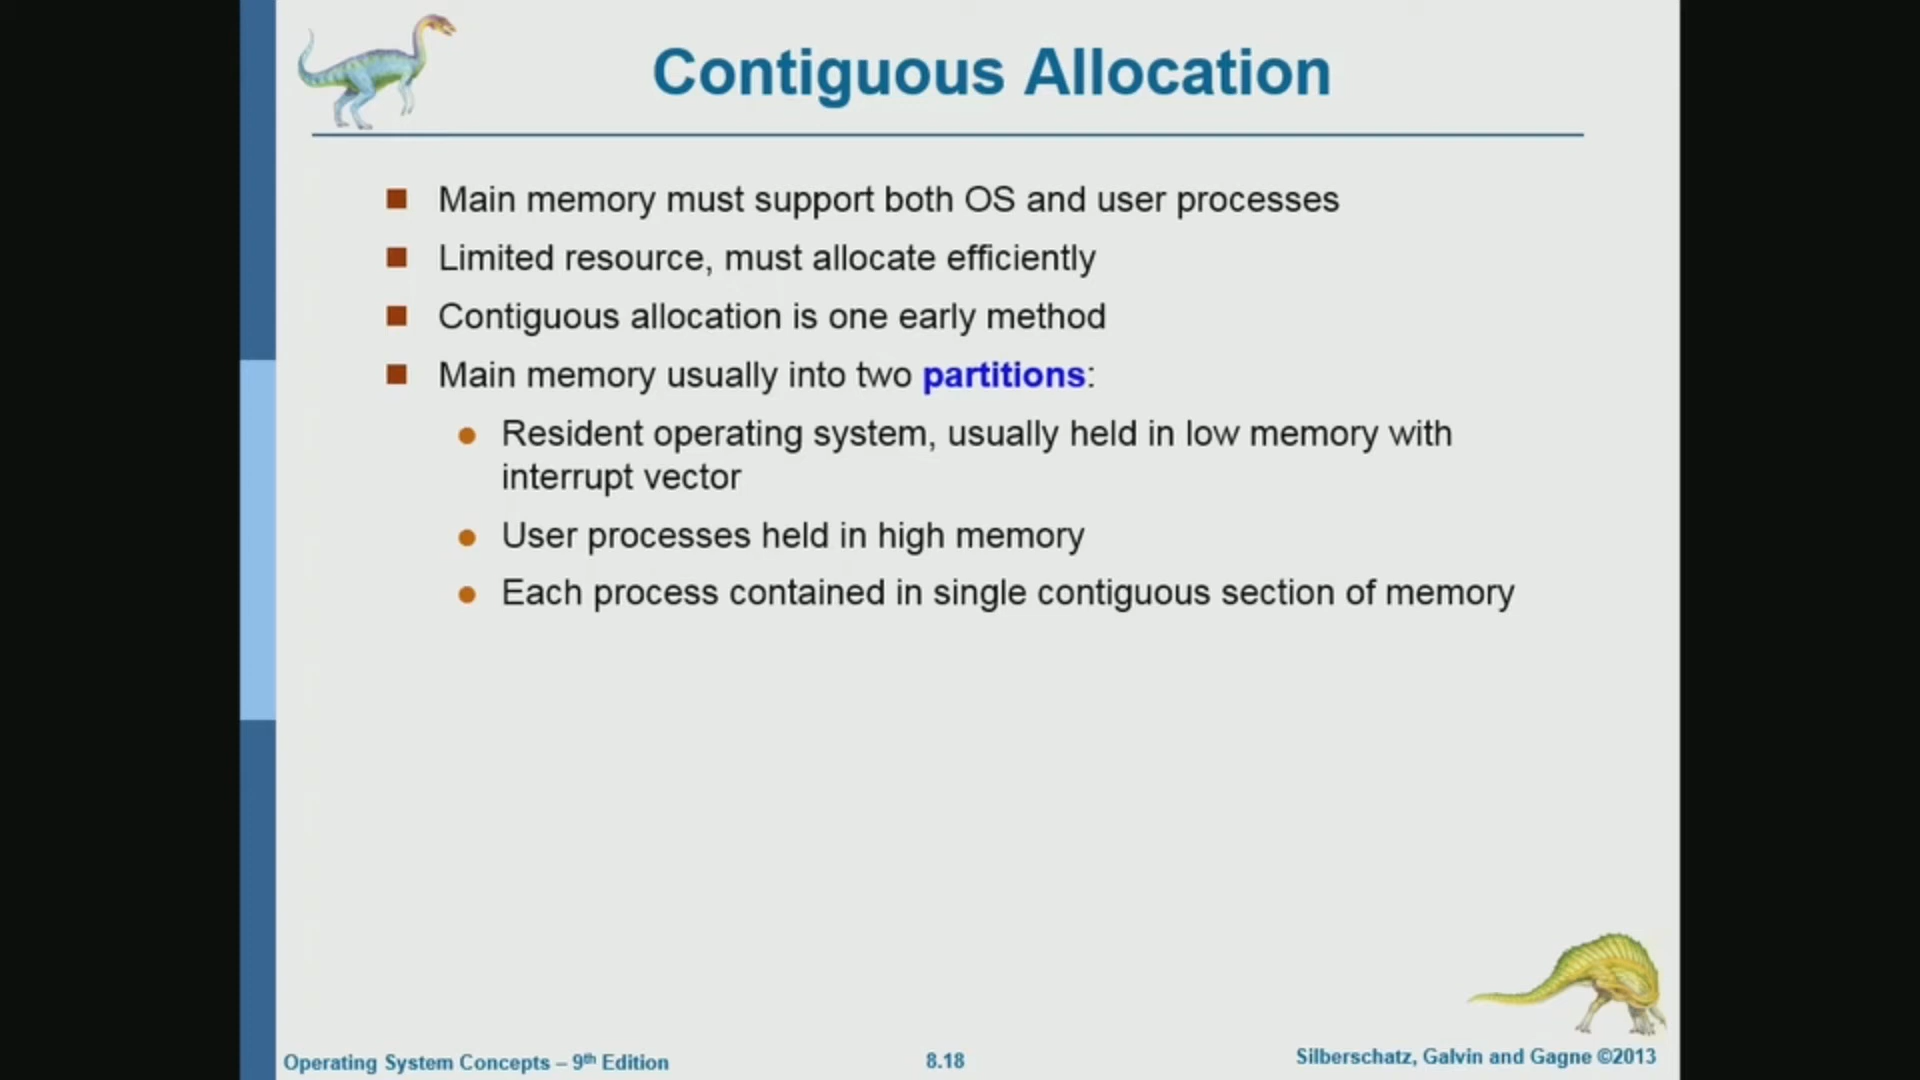 Contiguous Allocation
Main memory must support both OS and user processes
Limited resource, must allocate efficiently
Contiguous allocation is one early method
Main memory usually into two partitions:
Resident operating system, usually held in low memory with
interrupt vector
User processes held in high memory
Each process contained in single contiguous section of memory
Operating System Concepts – 9th Edition
8.18
Silberschatz, Galvin and Gagne ©2013